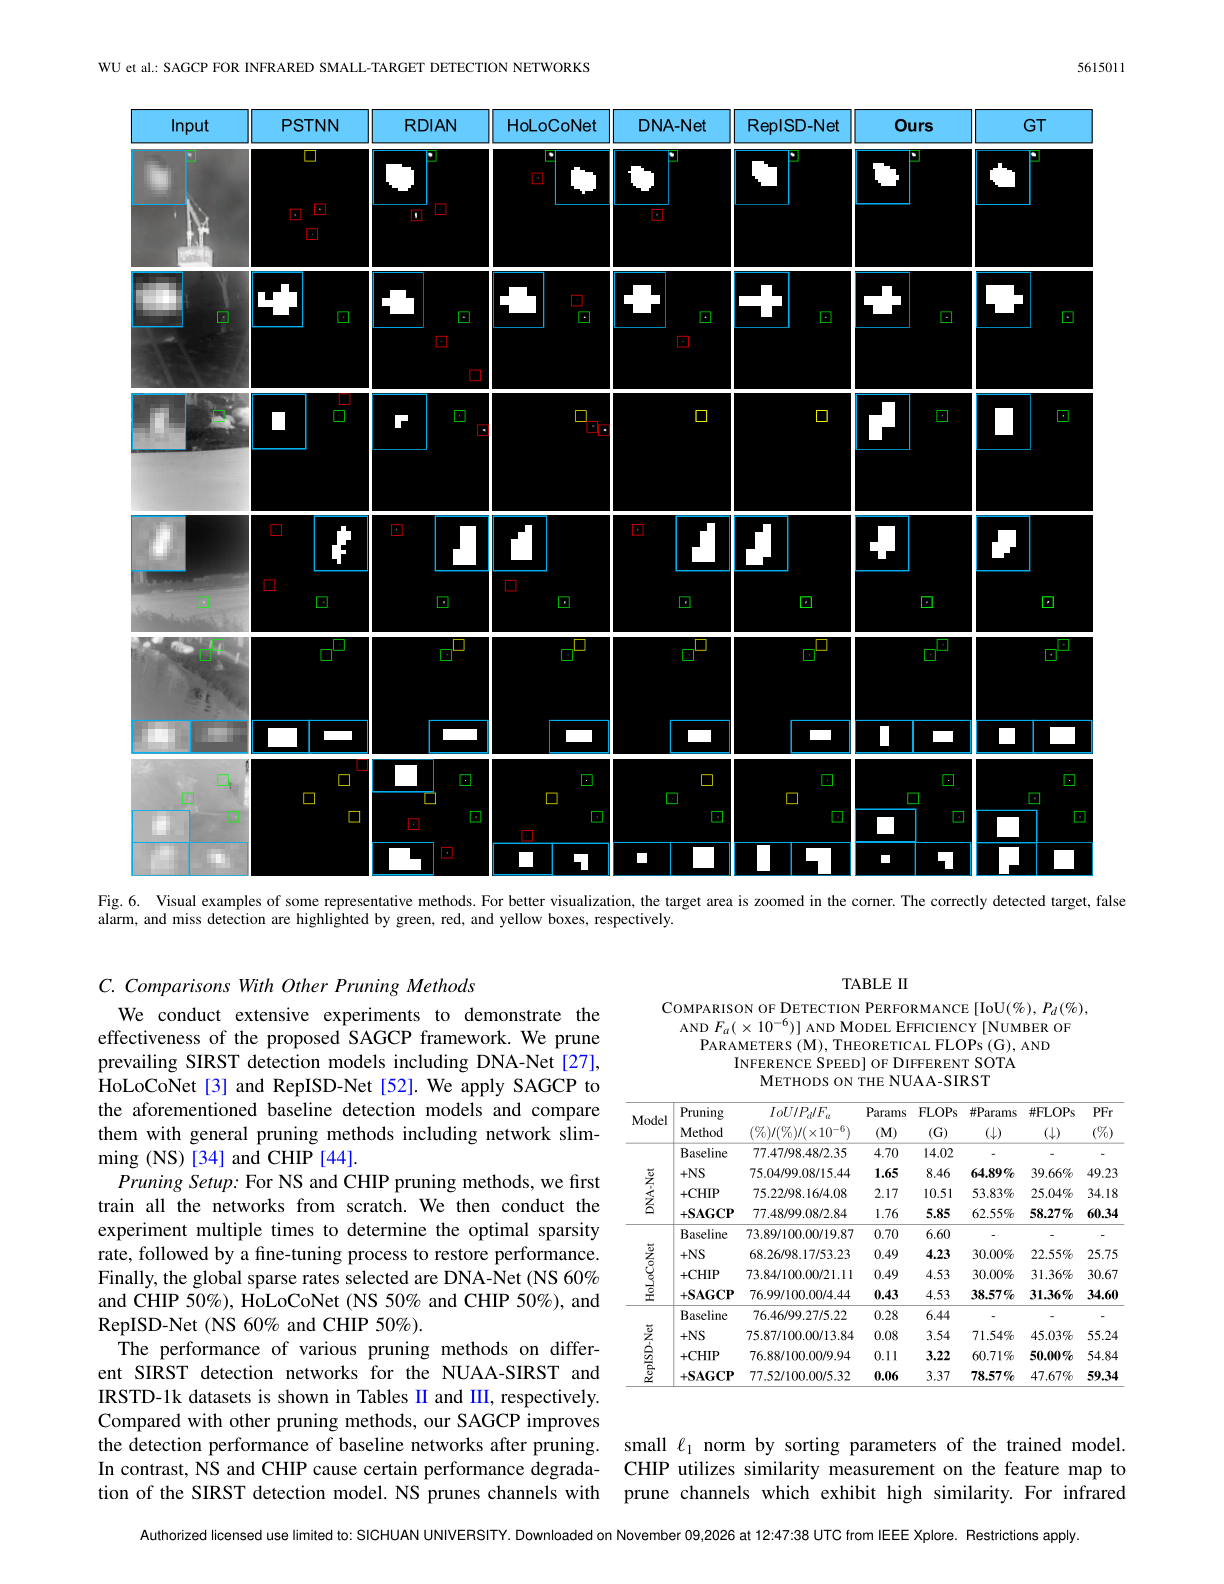 WU et al.: SAGCP FOR INFRARED SMALL-TARGET DETECTION NETWORKS 5615011
Input PSTNN RDIAN HoLoCoNet DNA-Net RepISD-Net Ours GT
Fig. 6. Visual examples of some representative methods. For better visualization, the target area is zoomed in the corner. The correctly detected target, false
alarm, and miss detection are highlighted by green, red, and yellow boxes, respectively.
C. Comparisons With Other Pruning Methods
We conduct extensive experiments to demonstrate the
effectiveness of the proposed SAGCP framework. We prune
prevailing SIRST detection models including DNA-Net [27],
HoLoCoNet [3] and RepISD-Net [52]. We apply SAGCP to
the aforementioned baseline detection models and compare
them with general pruning methods including network slim-
ming (NS) [34] and CHIP [44].
Pruning Setup: For NS and CHIP pruning methods, we first
train all the networks from scratch. We then conduct the
experiment multiple times to determine the optimal sparsity
rate, followed by a fine-tuning process to restore performance.
Finally, the global sparse rates selected are DNA-Net (NS 60%
and CHIP 50%), HoLoCoNet (NS 50% and CHIP 50%), and
RepISD-Net (NS 60% and CHIP 50%).
The performance of various pruning methods on differ-
ent SIRST detection networks for the NUAA-SIRST and
IRSTD-1k datasets is shown in Tables II and III, respectively.
Compared with other pruning methods, our SAGCP improves
the detection performance of baseline networks after pruning.
In contrast, NS and CHIP cause certain performance degrada-
tion of the SIRST detection model. NS prunes channels with
TABLE II
COMPARISON OF DETECTION PERFORMANCE [IoU(%), Pd(%),
AND Fa( × 10−6)] AND MODEL EFFICIENCY [NUMBER OF
PARAMETERS (M), THEORETICAL FLOPs (G), AND
INFERENCE SPEED] OF DIFFERENT SOTA
METHODS ON THE NUAA-SIRST
Model Pruning Method IoU/Pd/Fa (%)/(%)/(×10−6) Params (M) FLOPs (G) #Params (↓) #FLOPs (↓) PFr (%)
DNA-Net
Baseline 77.47/98.48/2.35 4.70 14.02 - - -
+NS 75.04/99.08/15.44 1.65 8.46 64.89% 39.66% 49.23
+CHIP 75.22/98.16/4.08 2.17 10.51 53.83% 25.04% 34.18
+SAGCP 77.48/99.08/2.84 1.76 5.85 62.55% 58.27% 60.34
HoLoCoNet
Baseline 73.89/100.00/19.87 0.70 6.60 - - -
+NS 68.26/98.17/53.23 0.49 4.23 30.00% 22.55% 25.75
+CHIP 73.84/100.00/21.11 0.49 4.53 30.00% 31.36% 30.67
+SAGCP 76.99/100.00/4.44 0.43 4.53 38.57% 31.36% 34.60
RepISD-Net
Baseline 76.46/99.27/5.22 0.28 6.44 - - -
+NS 75.87/100.00/13.84 0.08 3.54 71.54% 45.03% 55.24
+CHIP 76.88/100.00/9.94 0.11 3.22 60.71% 50.00% 54.84
+SAGCP 77.52/100.00/5.32 0.06 3.37 78.57% 47.67% 59.34
small ℓ1 norm by sorting parameters of the trained model.
CHIP utilizes similarity measurement on the feature map to
prune channels which exhibit high similarity. For infrared
Authorized licensed use limited to: SICHUAN UNIVERSITY. Downloaded on November 09,2026 at 12:47:38 UTC from IEEE Xplore. Restrictions apply.